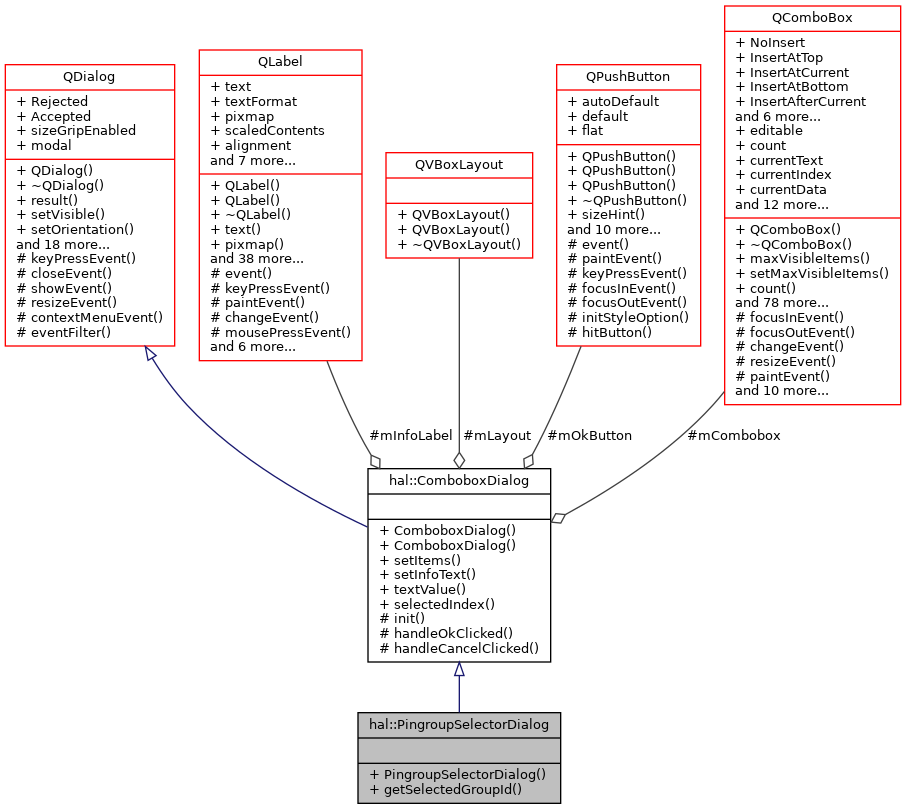 QDialog
+ Rejected
+ Accepted
+ sizeGripEnabled
+ modal
+ QDialog()
+ ~QDialog()
+ result()
+ setVisible()
+ setOrientation()
and 18 more...
# keyPressEvent()
# closeEvent()
# showEvent()
# resizeEvent()
# contextMenuEvent()
# eventFilter()
QLabel
+ text
+ textFormat
+ pixmap
+ scaledContents
+ alignment
and 7 more...
+ QLabel()
+ QLabel()
+ ~QLabel()
+ text()
+ pixmap()
and 38 more...
# event()
# keyPressEvent()
# paintEvent()
# changeEvent()
# mousePressEvent()
and 6 more...
QVBoxLayout
+ QVBoxLayout()
+ QVBoxLayout()
+ ~QVBoxLayout()
QPushButton
+ autoDefault
+ default
+ flat
+ QPushButton()
+ QPushButton()
+ QPushButton()
+ ~QPushButton()
+ sizeHint()
and 10 more...
# event()
# paintEvent()
# keyPressEvent()
# focusInEvent()
# focusOutEvent()
# initStyleOption()
# hitButton()
QComboBox
+ NoInsert
+ InsertAtTop
+ InsertAtCurrent
+ InsertAtBottom
+ InsertAfterCurrent
and 6 more...
+ editable
+ count
+ currentText
+ currentIndex
+ currentData
and 12 more...
+ QComboBox()
+ ~QComboBox()
+ maxVisibleItems()
+ setMaxVisibleItems()
+ count()
and 78 more...
# focusInEvent()
# focusOutEvent()
# changeEvent()
# resizeEvent()
# paintEvent()
and 10 more...
#mInfoLabel
#mLayout
#mOkButton
#mCombobox
hal::ComboboxDialog
+ ComboboxDialog()
+ ComboboxDialog()
+ setItems()
+ setInfoText()
+ textValue()
+ selectedIndex()
# init()
# handleOkClicked()
# handleCancelClicked()
hal::PingroupSelectorDialog
+ PingroupSelectorDialog()
+ getSelectedGroupId()